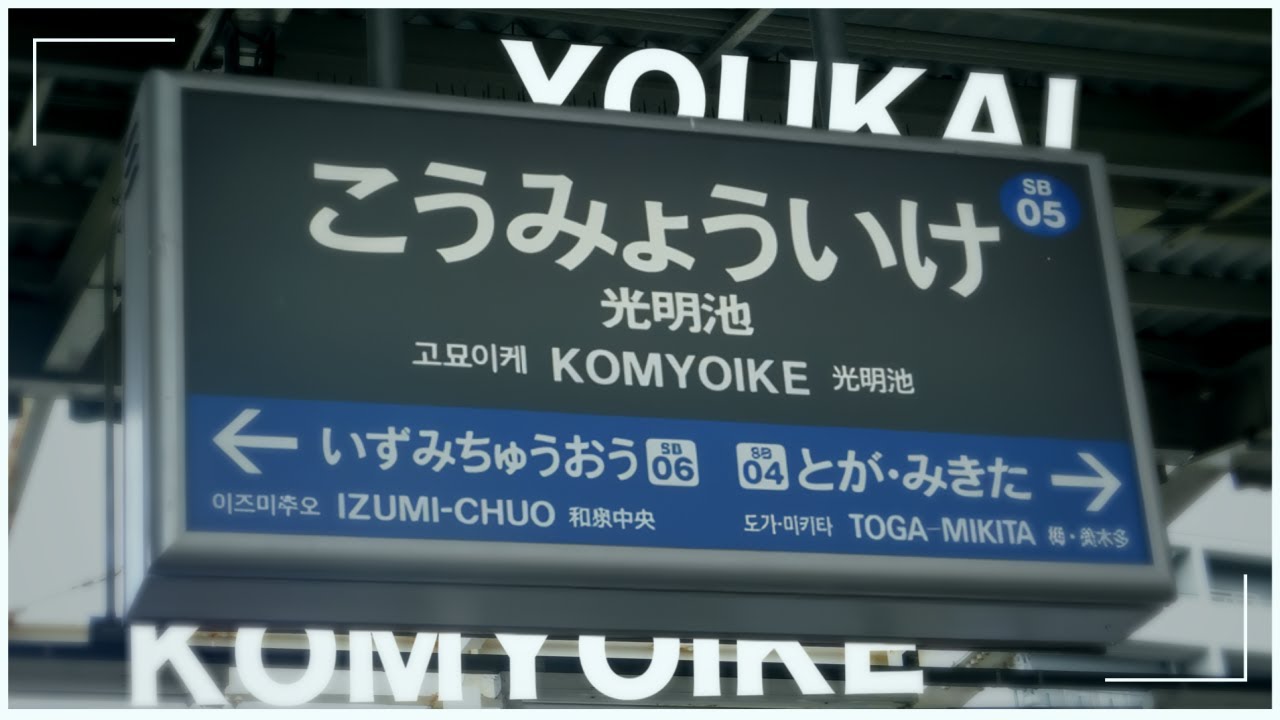 YOUKAI
SB
05
こうみょういけ
光明池
고묘이케 KOMYOIKE 光明池
← いずみちゅうおう SB 06 SB 04 とが・みきた →
이즈미츄오 IZUMI-CHUO 和泉中央 도가·미키타 TOGA-MIKITA
KOMYOIKE